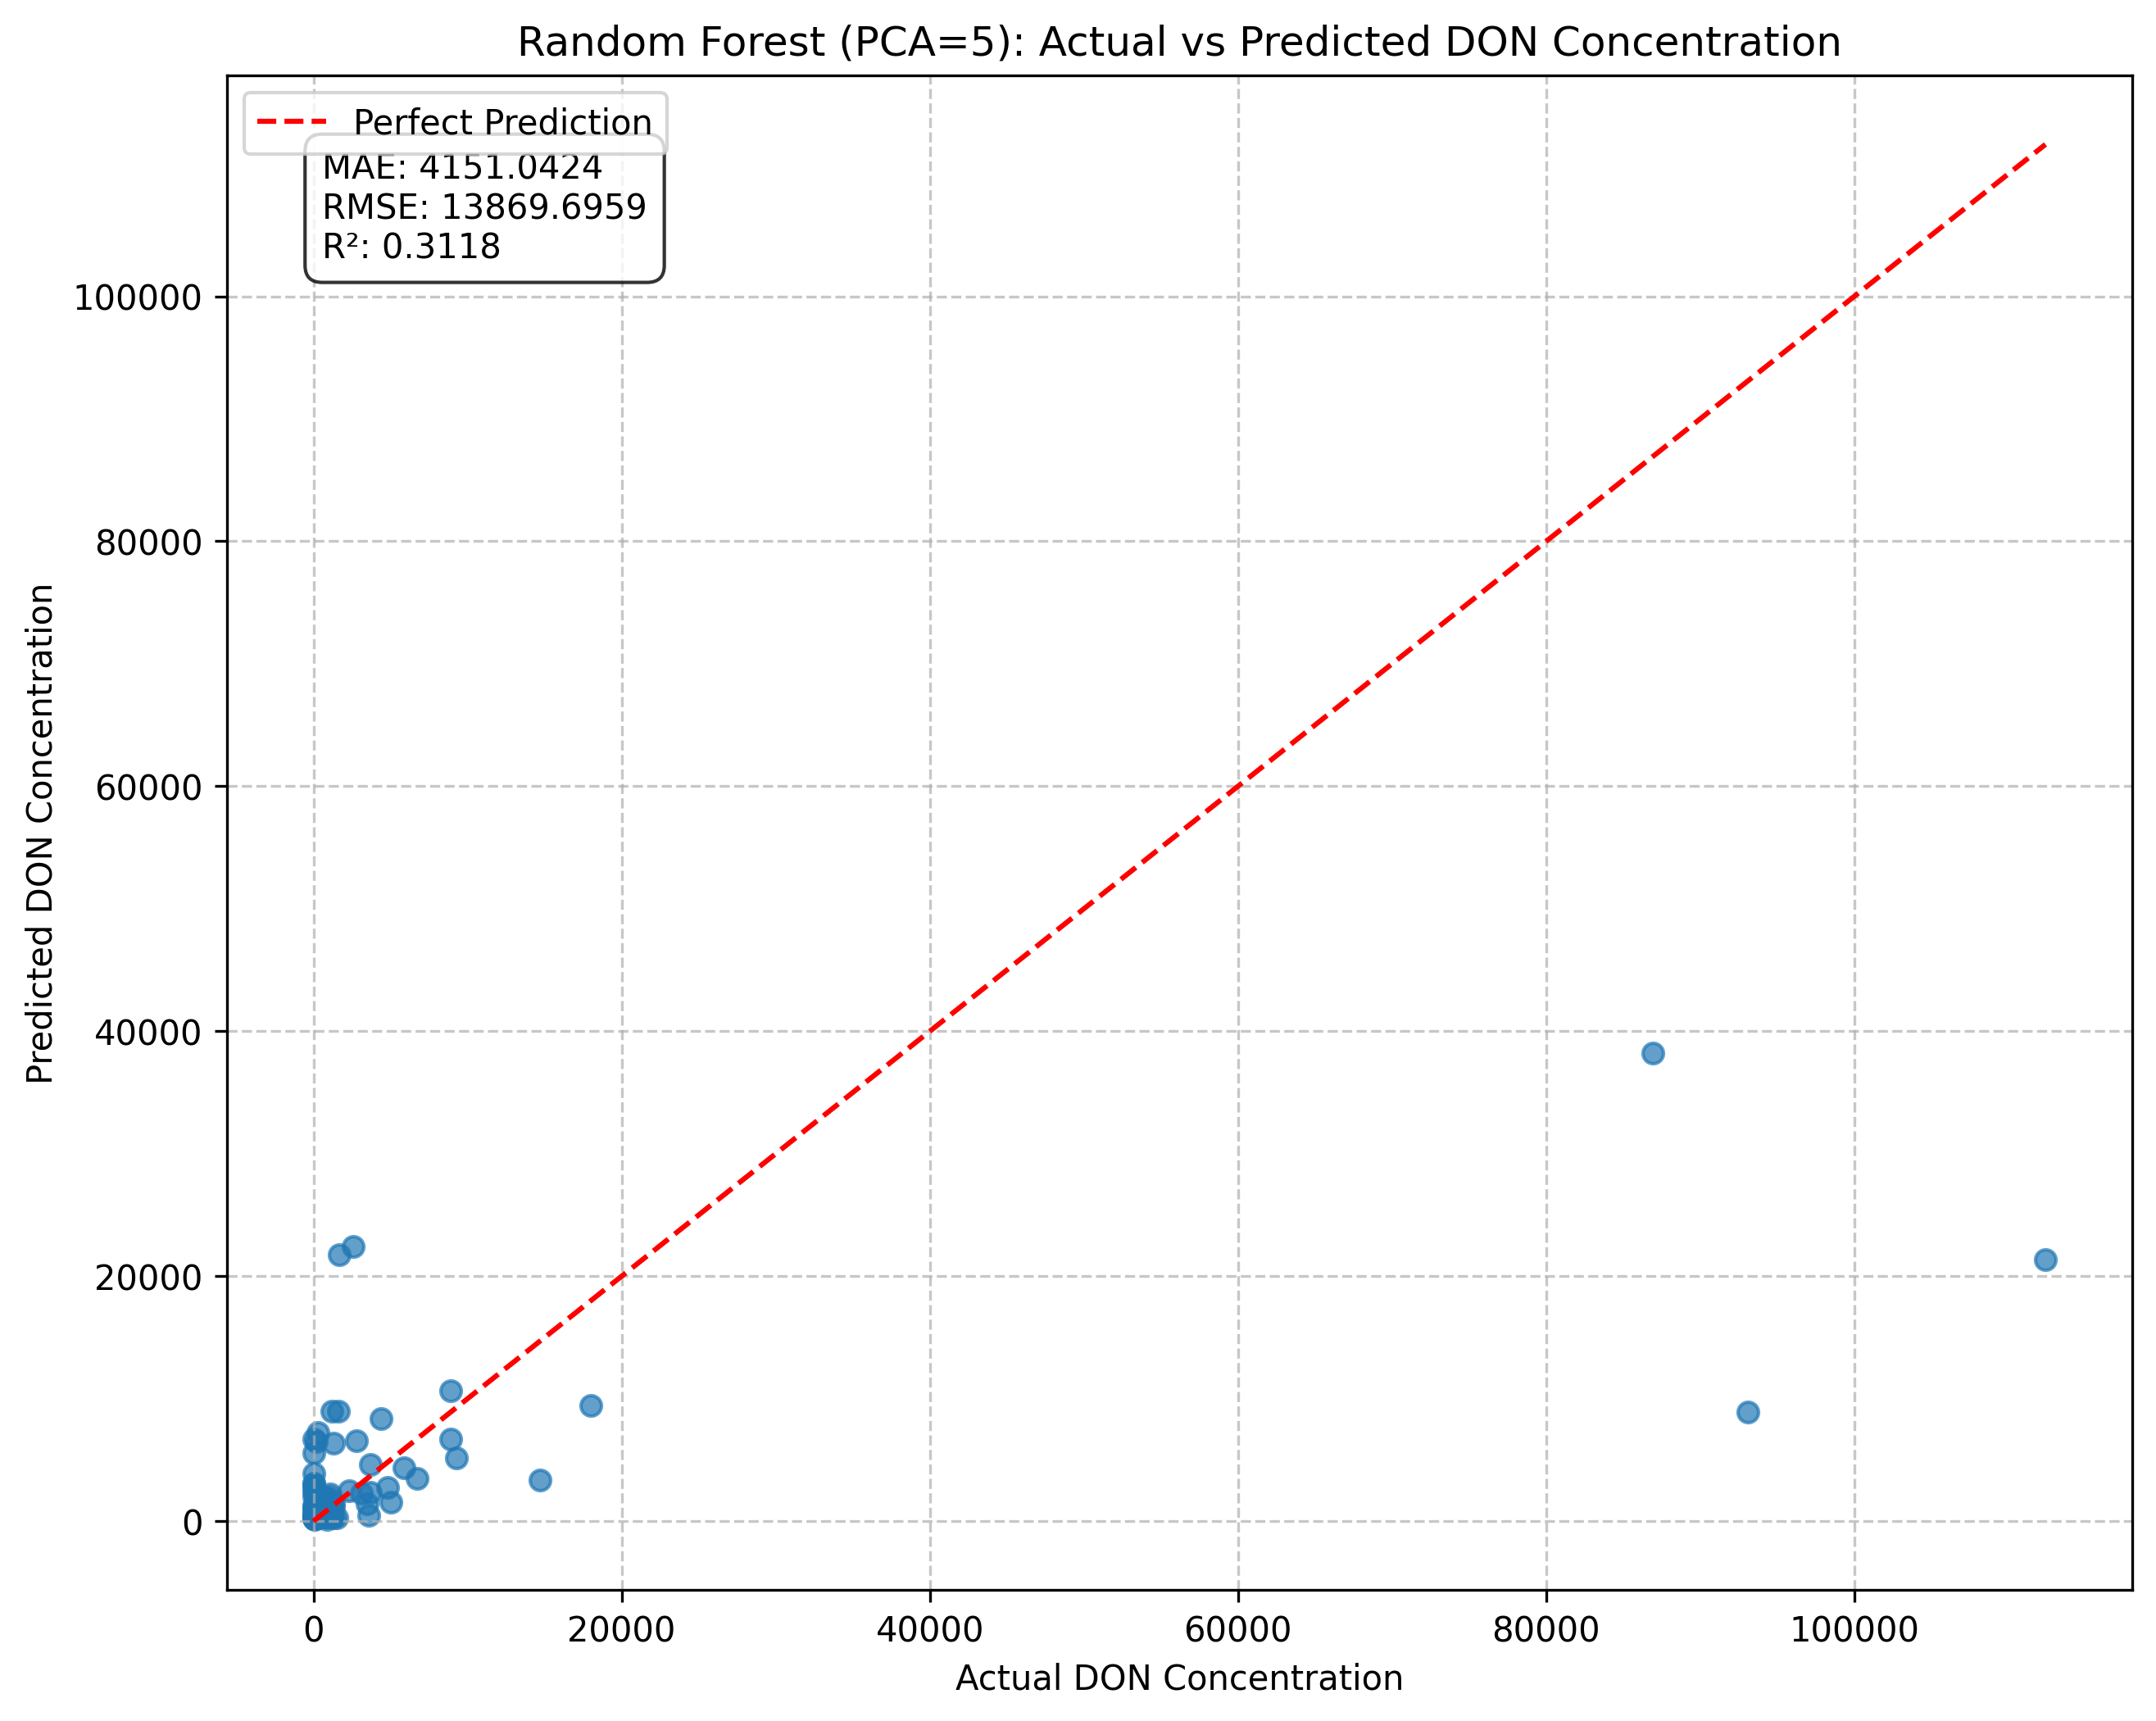 Random Forest (PCA=5): Actual vs Predicted DON Concentration
Perfect Prediction
MAE: 4151.0424
RMSE: 13869.6959
R²: 0.3118
Predicted DON Concentration
100000
80000
60000
40000
20000
0
0 20000 40000 60000 80000 100000
Actual DON Concentration